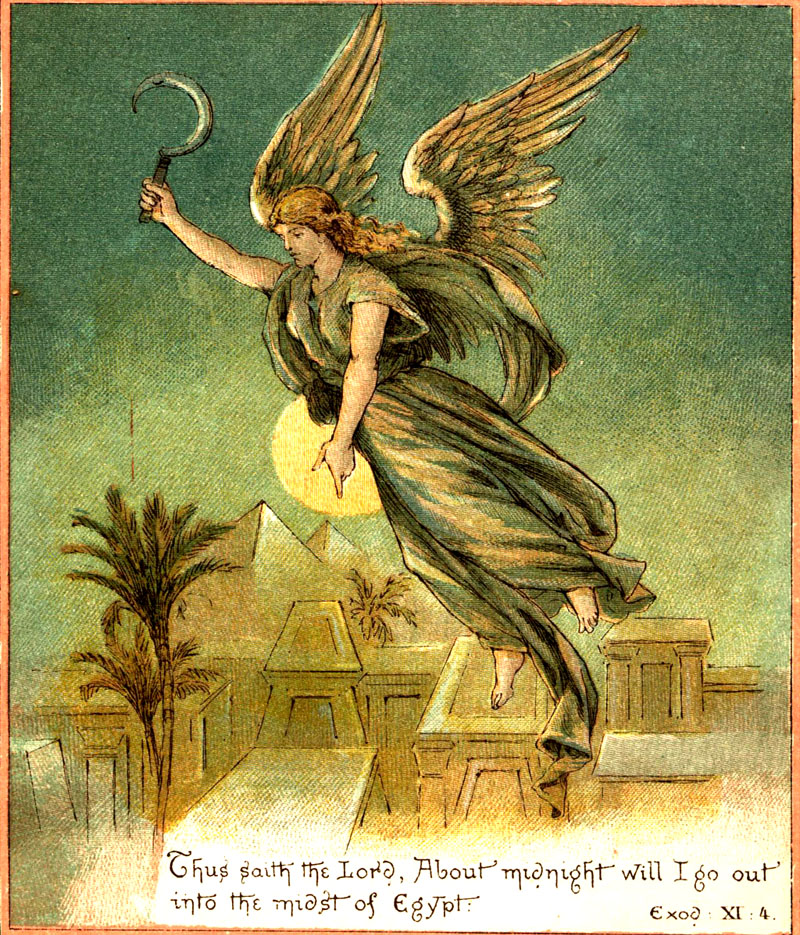 Thus saith the Lord, About midnight will I go out
into the midst of Egypt.
Exod : XI : 4.